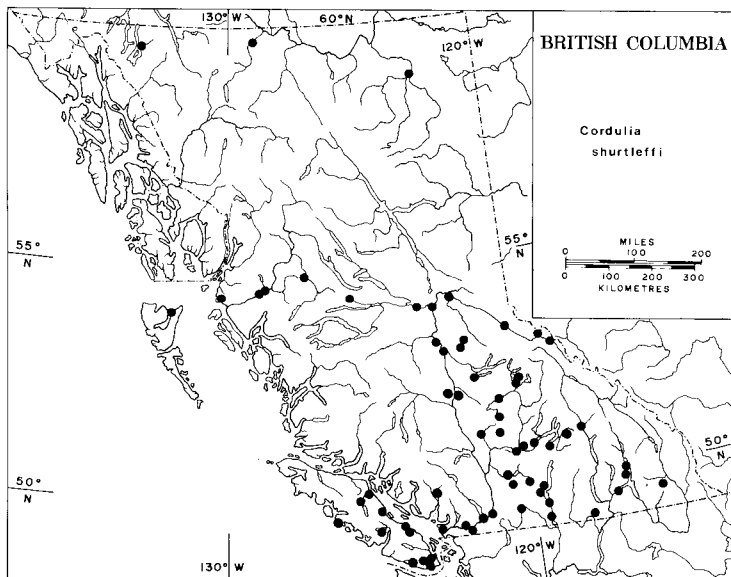 130° W
60° N
120° W
BRITISH COLUMBIA
Cordulia
shurtleffi
55°
N
55°
N
MILES
0 100 200
0 100 200 300
KILOMETRES
50°
N
50°
N
130° W
120° W